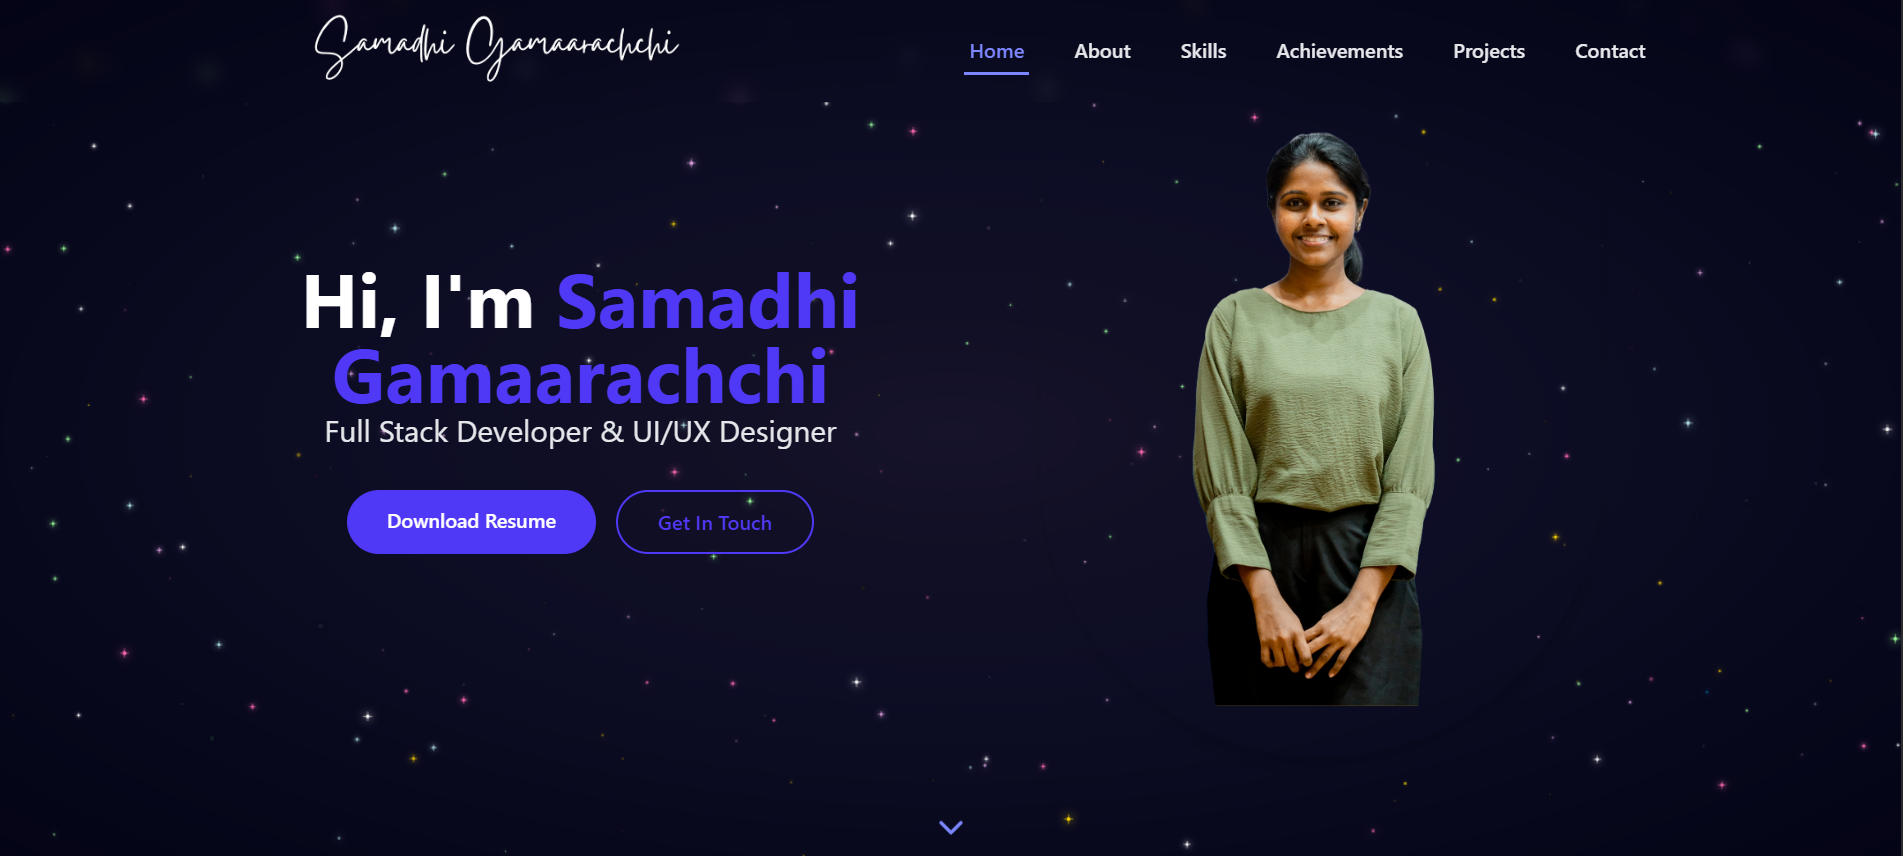 Samadhi Gamaarachchi
Home About Skills Achievements Projects Contact
Hi, I'm Samadhi
Gamaarachchi
Full Stack Developer & UI/UX Designer
Download Resume
Get In Touch